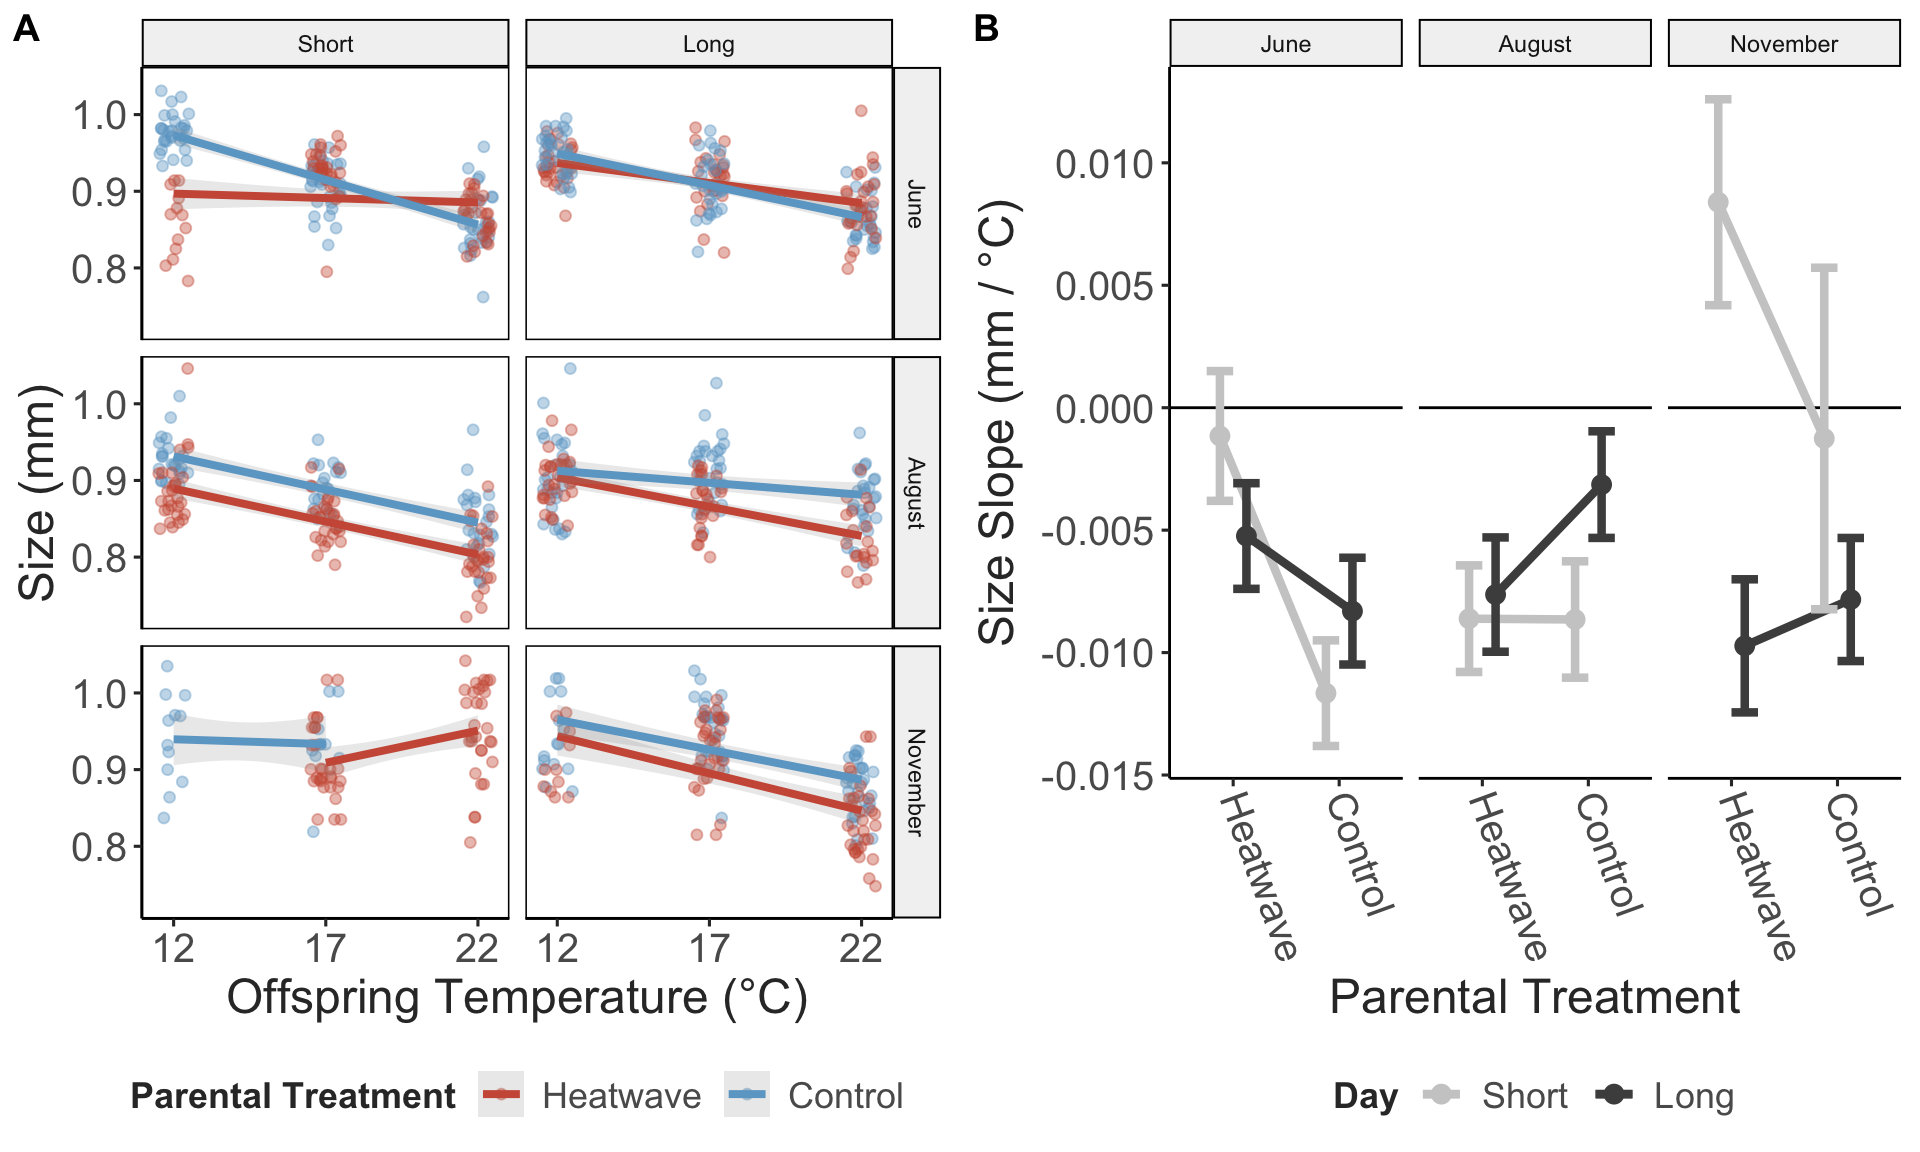 A
Short
Long
1.0
0.9
0.8
June
1.0
0.9
0.8
August
1.0
0.9
0.8
November
Size (mm)
12
17
22
12
17
22
Offspring Temperature (°C)
Parental Treatment
Heatwave
Control
B
June
August
November
0.010
0.005
0.000
-0.005
-0.010
-0.015
Size Slope (mm / °C)
Heatwave
Control
Heatwave
Control
Heatwave
Control
Parental Treatment
Day
Short
Long